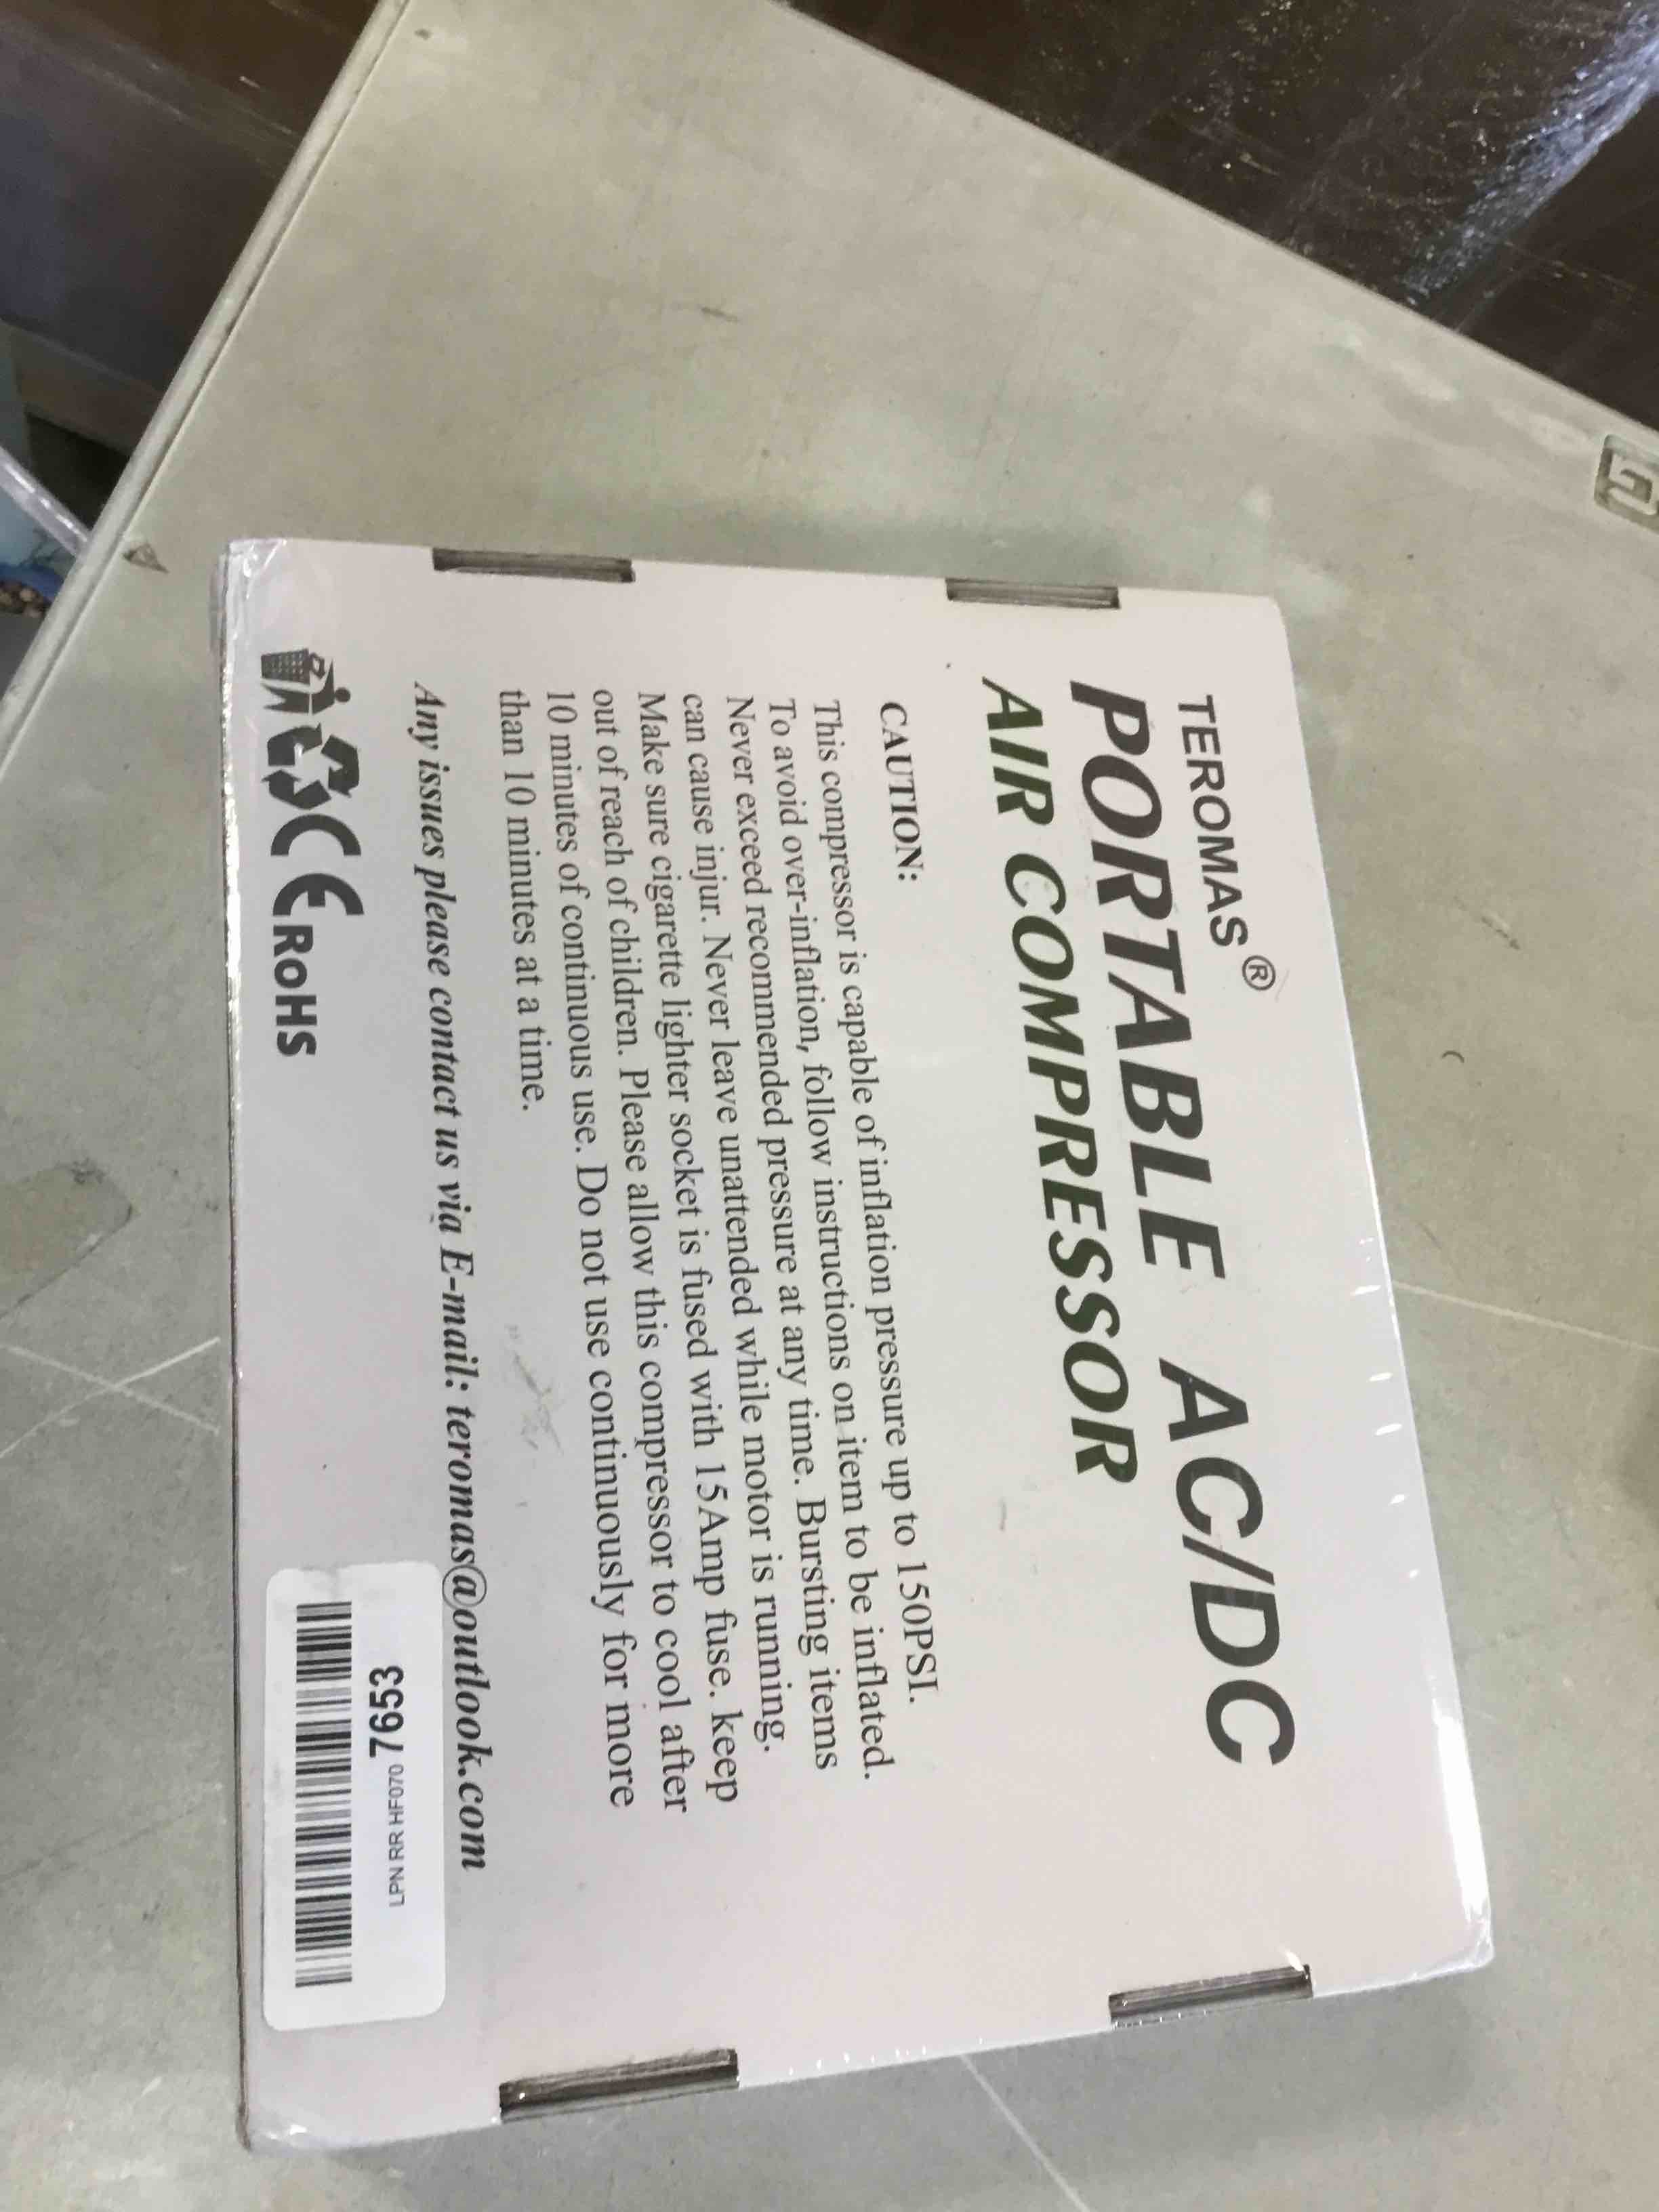 TEROMAS®
PORTABLE AC/DC
AIR COMPRESSOR
CAUTION:
This compressor is capable of inflation pressure up to 150PSI.
To avoid over-inflation, follow instructions on item to be inflated.
Never exceed recommended pressure at any time. Bursting items
can cause injur. Never leave unattended while motor is running.
Make sure cigarette lighter socket is fused with 15Amp fuse. keep
out of reach of children. Please allow this compressor to cool after
10 minutes of continuous use. Do not use continuously for more
than 10 minutes at a time.
Any issues please contact us via E-mail: teromas@outlook.com
CE RoHS
LPN RR HF070 7653